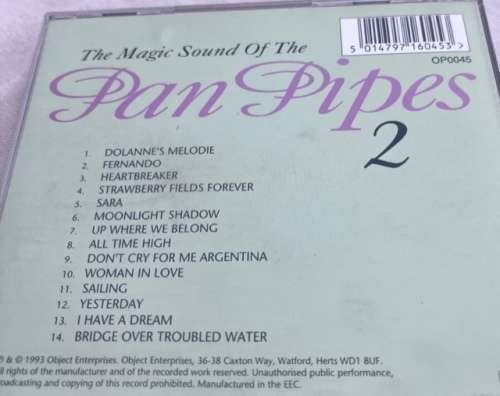 The Magic Sound Of The
Pan Pipes
2
5 014797 160453 >
OP0045
1. DOLANNE'S MELODIE
2. FERNANDO
3. HEARTBREAKER
4. STRAWBERRY FIELDS FOREVER
5. SARA
6. MOONLIGHT SHADOW
7. UP WHERE WE BELONG
8. ALL TIME HIGH
9. DON'T CRY FOR ME ARGENTINA
10. WOMAN IN LOVE
11. SAILING
12. YESTERDAY
13. I HAVE A DREAM
14. BRIDGE OVER TROUBLED WATER
& © 1993 Object Enterprises. Object Enterprises, 36-38 Caxton Way, Watford, Herts WD1 8UF.
rights of the manufacturer and of the recorded work reserved. Unauthorised public performance,
oadcasting and copying of this record prohibited. Manufactured in the EEC.